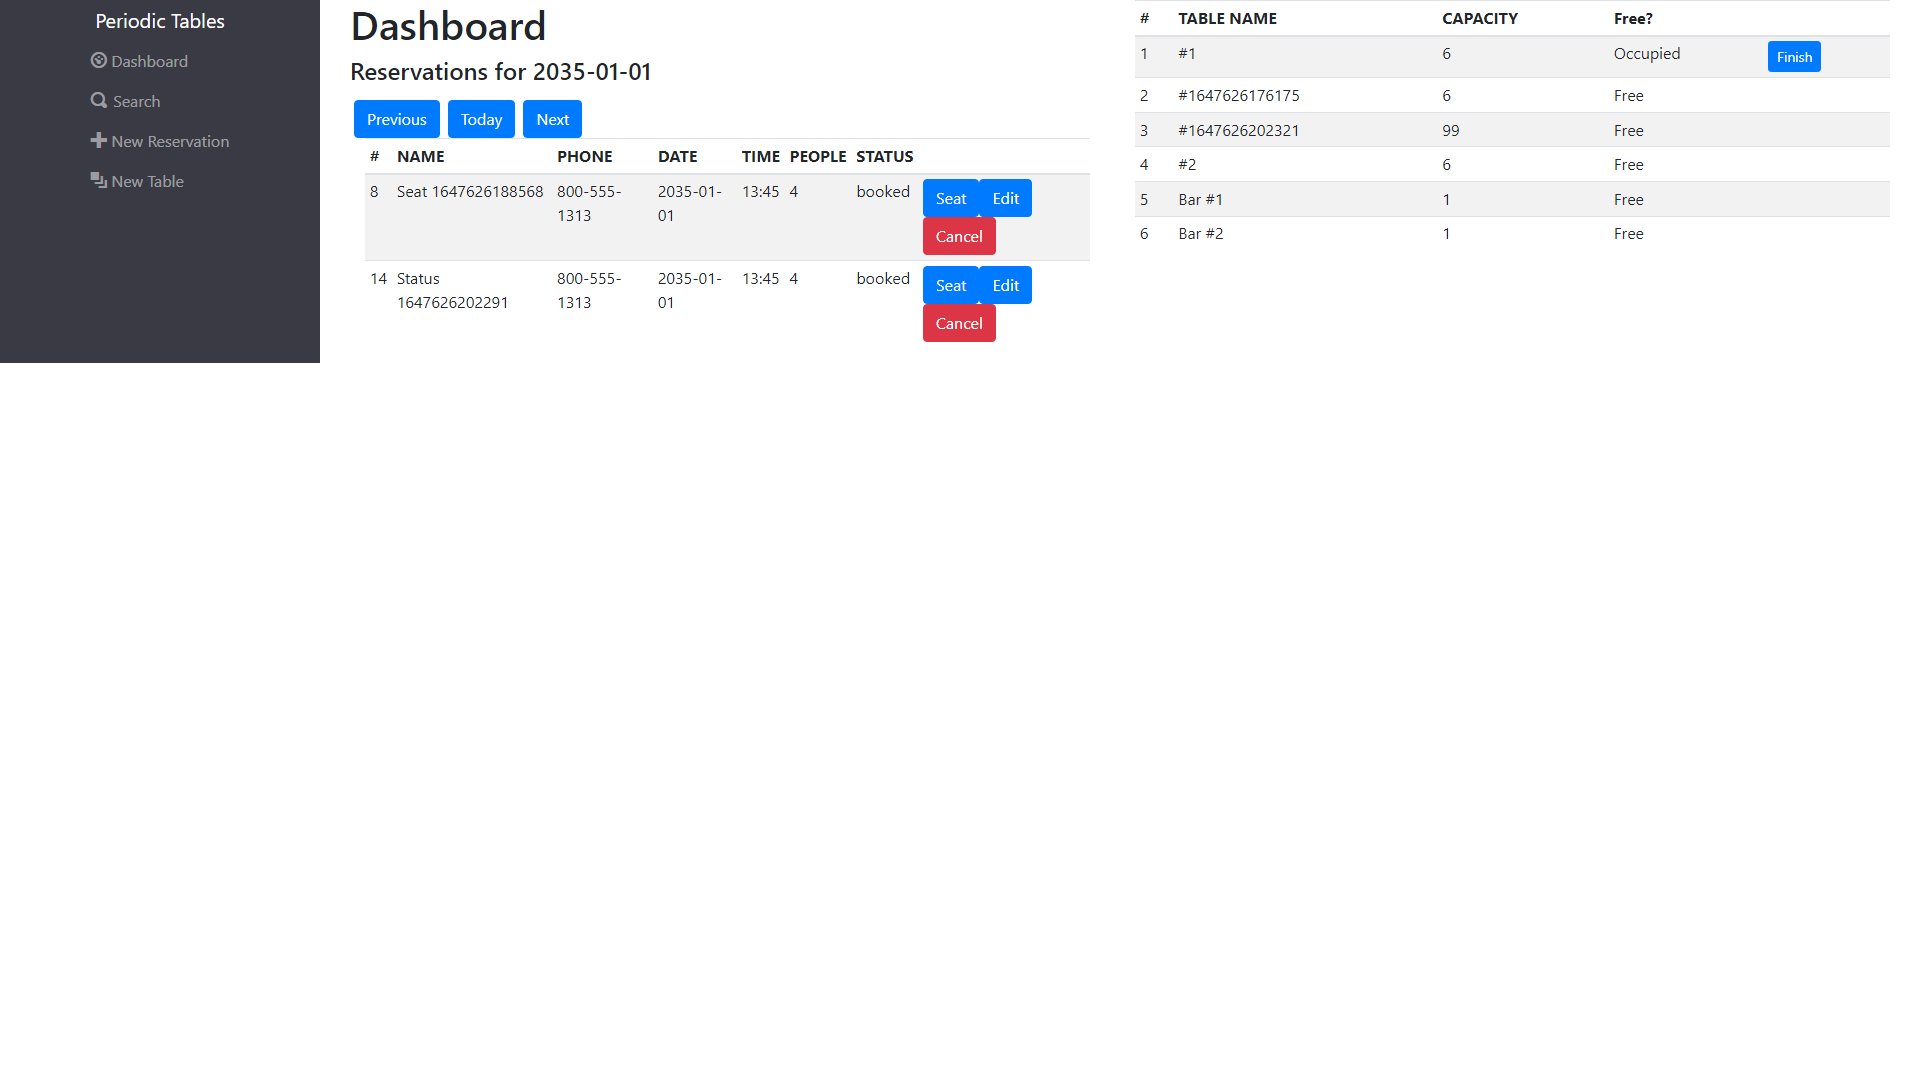 Periodic Tables
Dashboard
Search
New Reservation
New Table
Dashboard
Reservations for 2035-01-01
Previous Today Next
# NAME PHONE DATE TIME PEOPLE STATUS
8 Seat 1647626188568 800-555- 2035-01- 13:45 4 booked Seat Edit
1313 01
Cancel
14 Status 800-555- 2035-01- 13:45 4 booked Seat Edit
1647626202291 1313 01
Cancel
# TABLE NAME CAPACITY Free?
1 #1 6 Occupied Finish
2 #1647626176175 6 Free
3 #1647626202321 99 Free
4 #2 6 Free
5 Bar #1 1 Free
6 Bar #2 1 Free